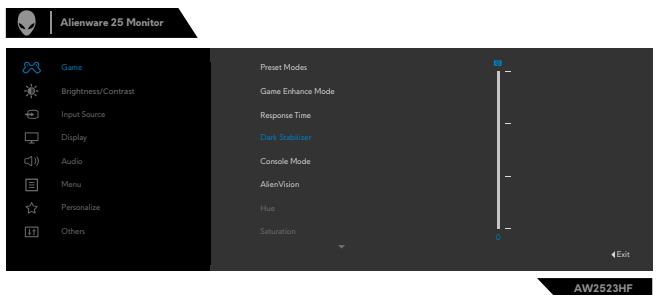 Alienware 25 Monitor
Game
Brightness/Contrast
Input Source
Display
Audio
Menu
Personalize
Others
Preset Modes
Game Enhance Mode
Response Time
Dark Stabilizer
Console Mode
AlienVision
Hue
Saturation
0
Exit
AW2523HF